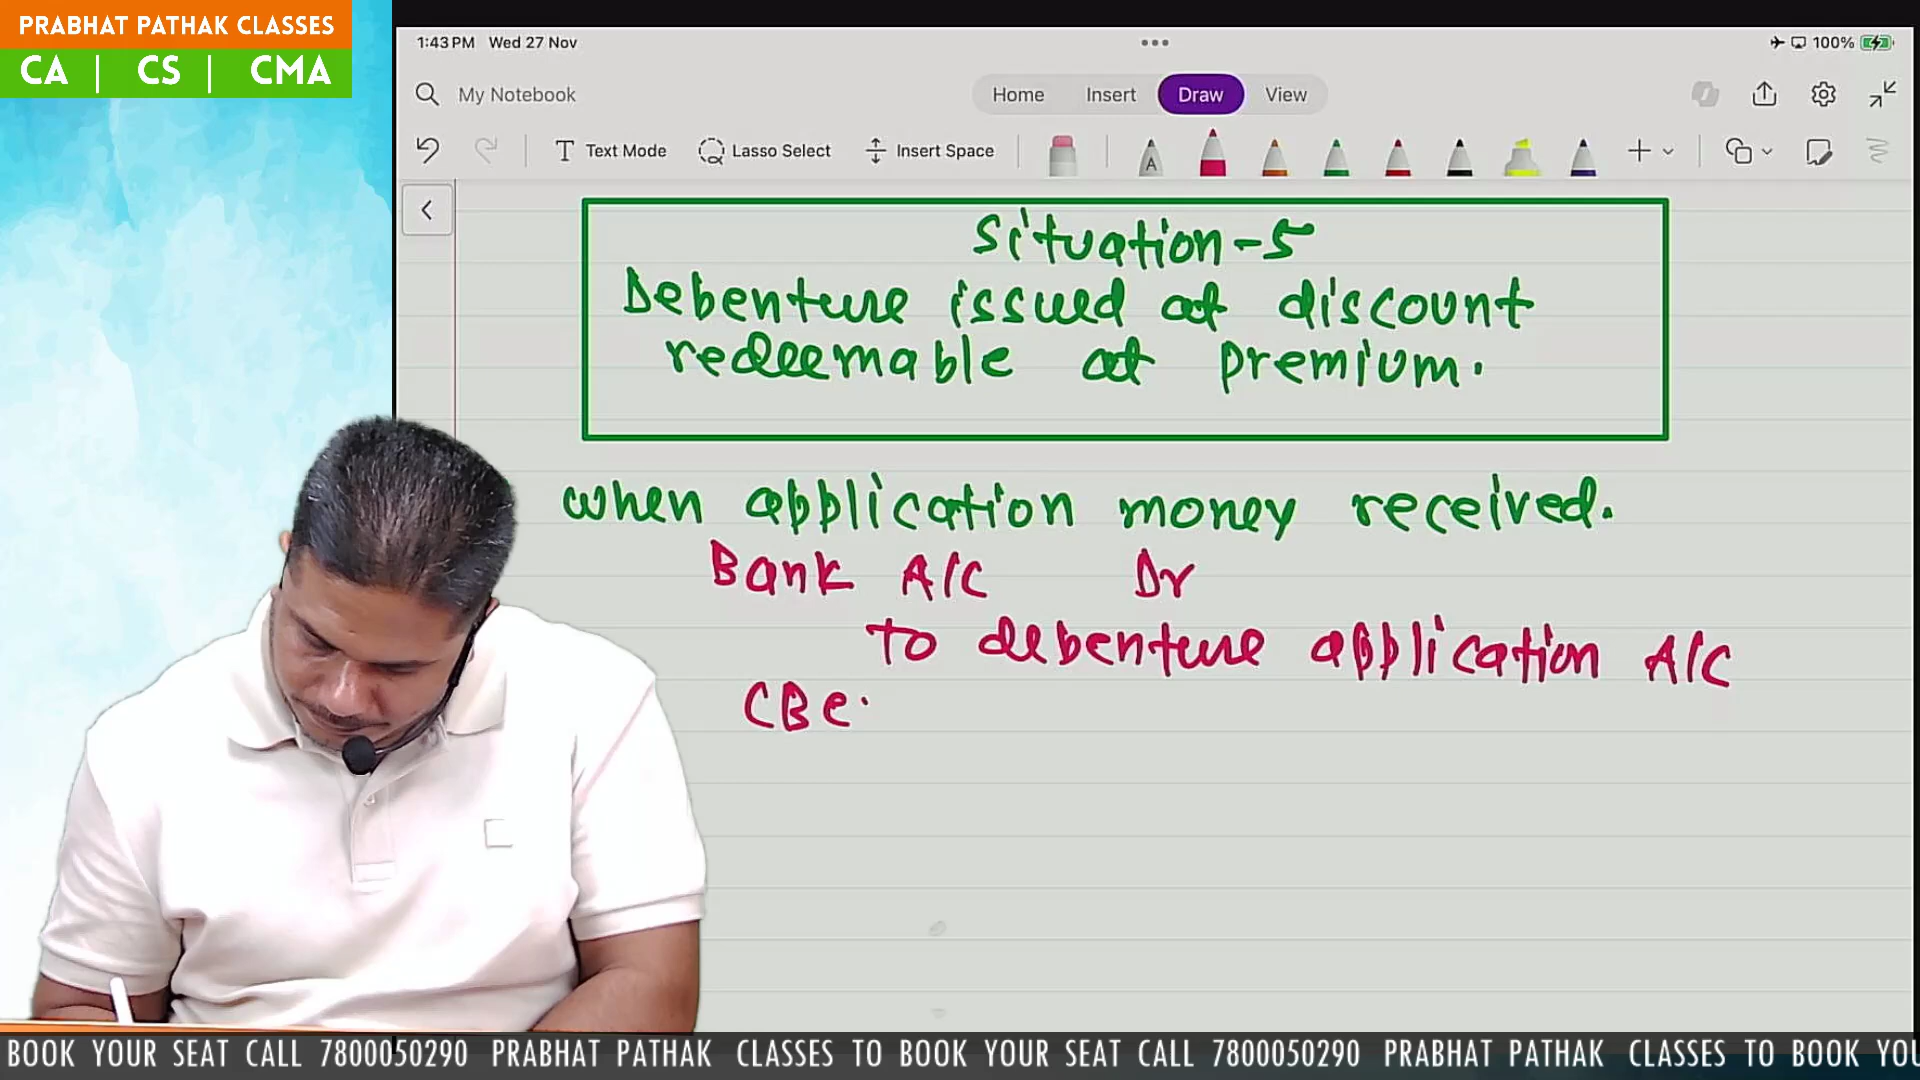 PRABHAT PATHAK CLASSES
CA | CS | CMA
1:43 PM Wed 27 Nov
100%
My Notebook
Home Insert Draw View
Text Mode Lasso Select Insert Space
A
Situation-5
Debenture issued at discount
redeemable at premium.
when application money received.
Bank A/C Dr
To debenture application A/C
CBe.
BOOK YOUR SEAT CALL 7800050290 PRABHAT PATHAK CLASSES TO BOOK YOUR SEAT CALL 7800050290 PRABHAT PATHAK CLASSES TO BOOK YOU